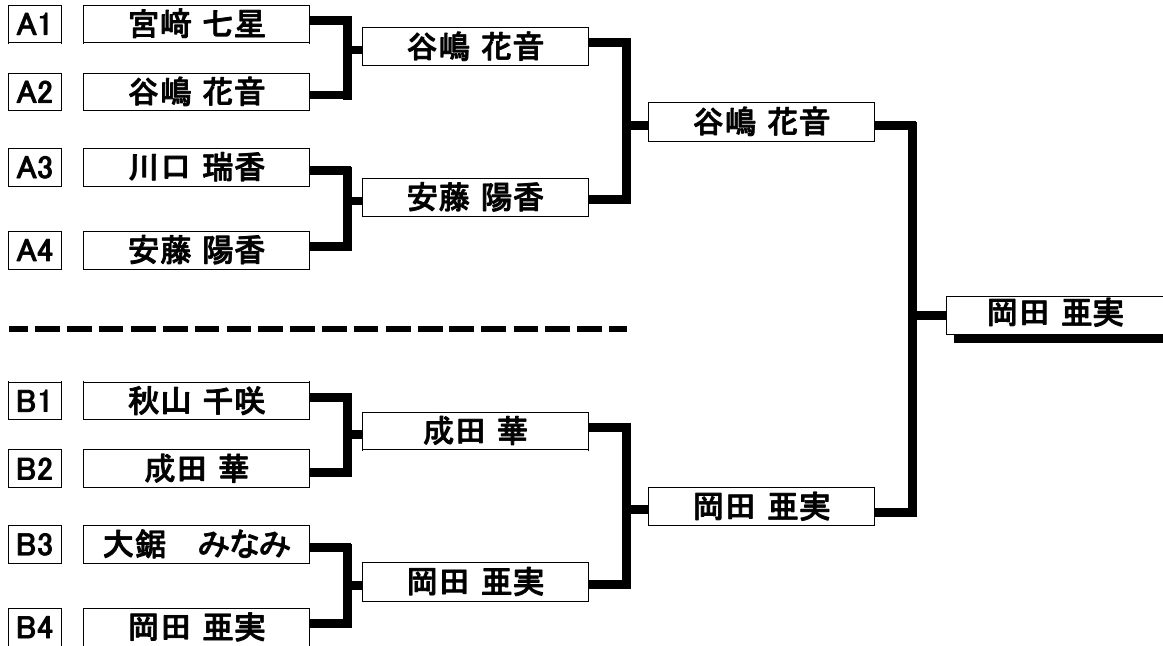 A1 宮﨑 七星
谷嶋 花音
A2 谷嶋 花音
谷嶋 花音
A3 川口 瑞香
安藤 陽香
A4 安藤 陽香
岡田 亜実
B1 秋山 千咲
成田 華
B2 成田 華
岡田 亜実
B3 大鋸　みなみ
岡田 亜実
B4 岡田 亜実